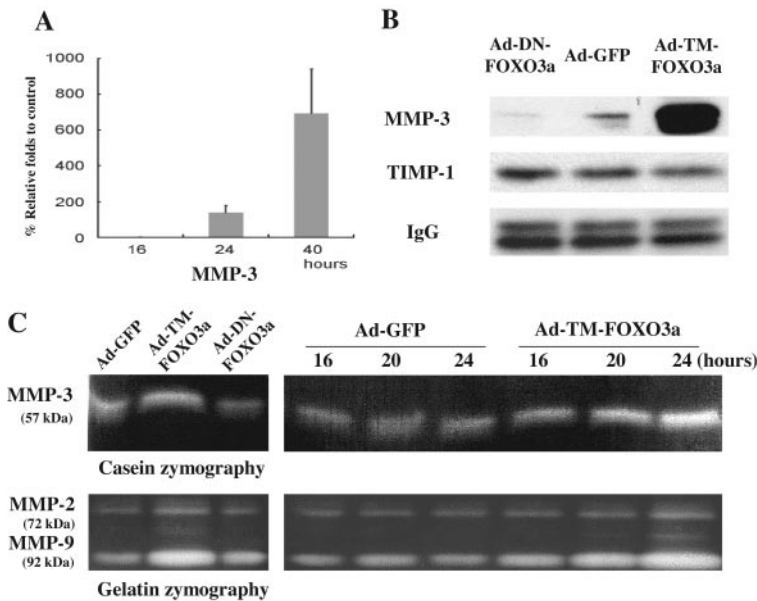 A
% Relative folds to control
1000
800
600
400
200
0
16
24
40
hours
MMP-3
B
Ad-DN-
FOXO3a
Ad-GFP
Ad-TM-
FOXO3a
MMP-3
TIMP-1
IgG
C
Ad-GFP
Ad-TM-
FOXO3a
Ad-DN-
FOXO3a
Ad-GFP
Ad-TM-FOXO3a
16 20 24 16 20 24 (hours)
MMP-3
(57 kDa)
Casein zymography
MMP-2
(72 kDa)
MMP-9
(92 kDa)
Gelatin zymography